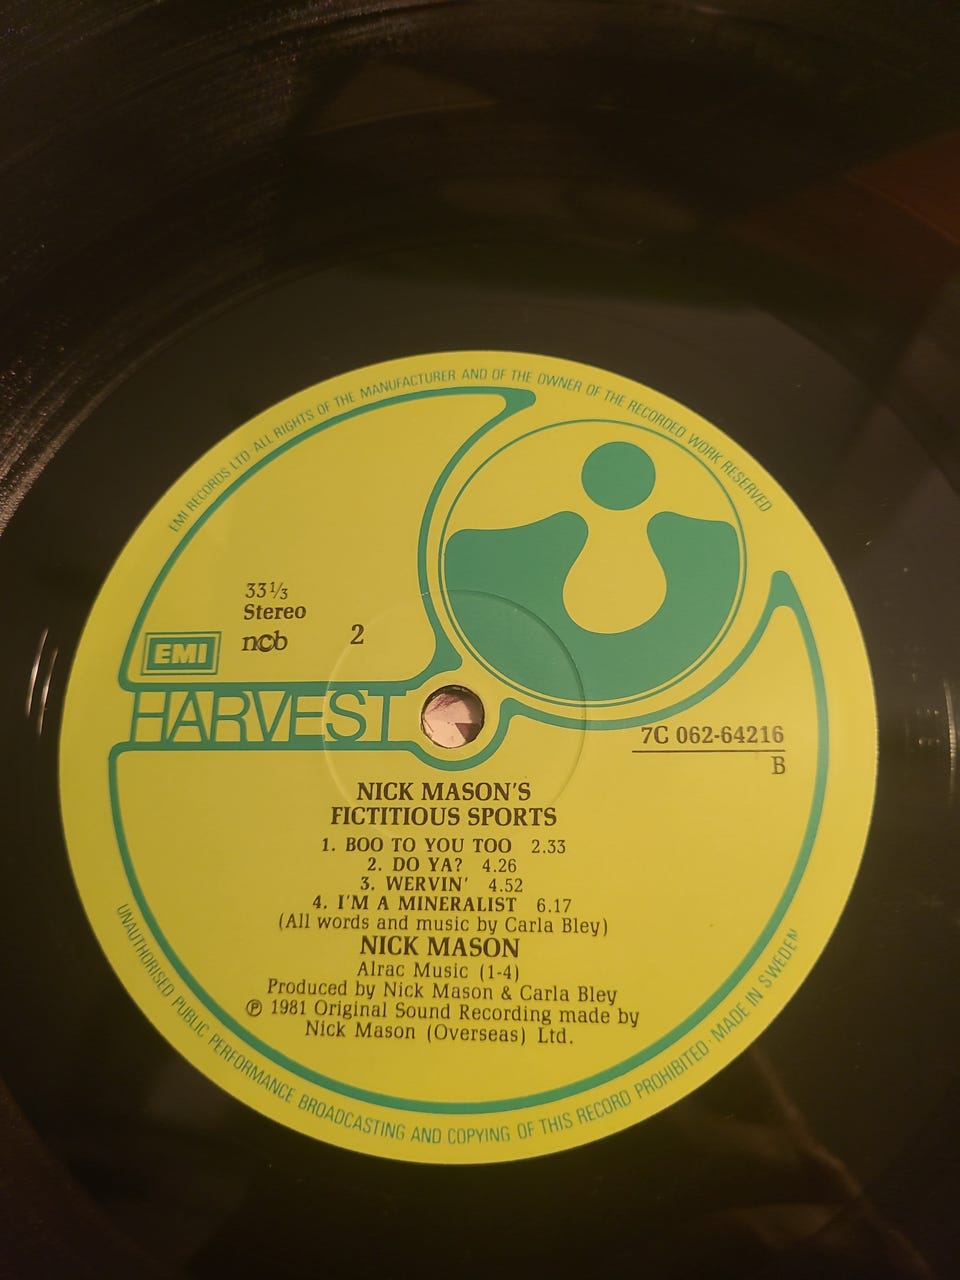 EMI RECORDS LTD ALL RIGHTS OF THE MANUFACTURER AND OF THE OWNER OF THE RECORDED WORK RESERVED
33⅓
Stereo
ncb
2
EMI
HARVEST
7C 062-64216
B
NICK MASON'S
FICTITIOUS SPORTS
1. BOO TO YOU TOO 2.33
2. DO YA? 4.26
3. WERVIN' 4.52
4. I'M A MINERALIST 6.17
(All words and music by Carla Bley)
NICK MASON
Alrac Music (1-4)
Produced by Nick Mason & Carla Bley
℗ 1981 Original Sound Recording made by
Nick Mason (Overseas) Ltd.
UNAUTHORISED PUBLIC PERFORMANCE BROADCASTING AND COPYING OF THIS RECORD PROHIBITED · MADE IN SWEDEN